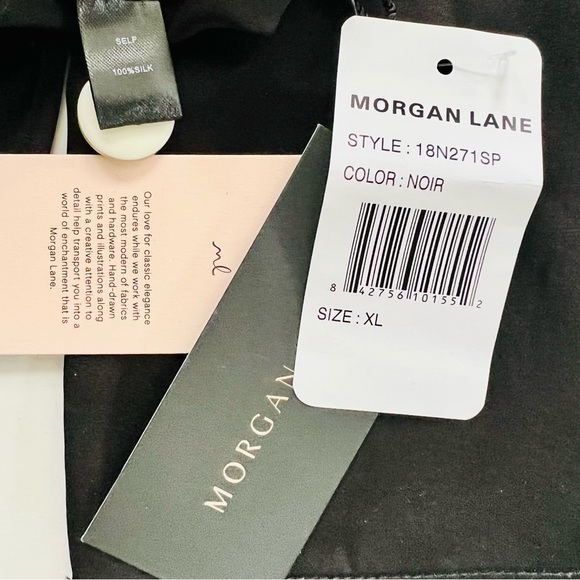 SELF
100%SILK
MORGAN LANE
STYLE : 18N271SP
COLOR : NOIR
8 42756 10155 2
SIZE : XL
ml
Our love for classic elegance
endures while we work with
the most modern of fabrics
and hardware. Hand-drawn
prints and illustrations along
with a creative attention to
detail help transport you into a
world of enchantment that is
Morgan Lane.
MORGAN